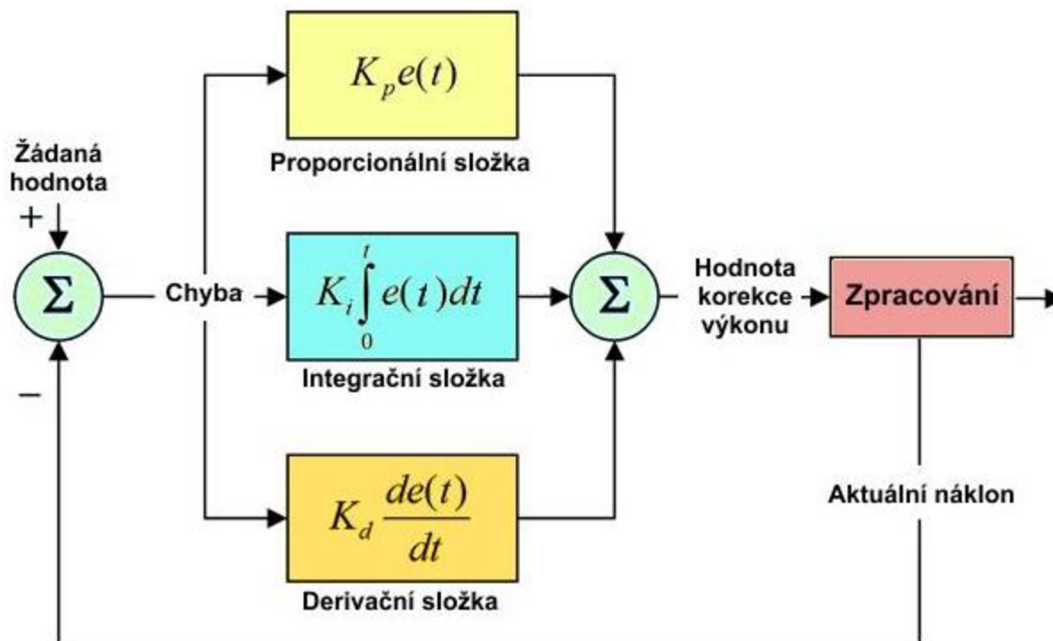 K_p e(t)
Proporcionální složka
Žádaná
hodnota
+
Σ
Chyba
K_i ∫_0^t e(t)dt
Integrační složka
Σ
Hodnota
korekce
výkonu
Zpracování
−
K_d de(t)/dt
Derivační složka
Aktuální náklon